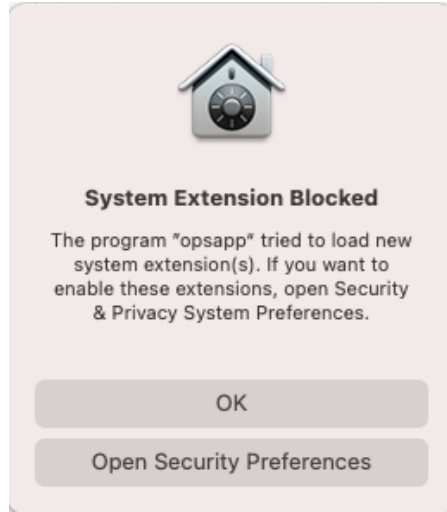 System Extension Blocked
The program "opsapp" tried to load new
system extension(s). If you want to
enable these extensions, open Security
& Privacy System Preferences.
OK
Open Security Preferences